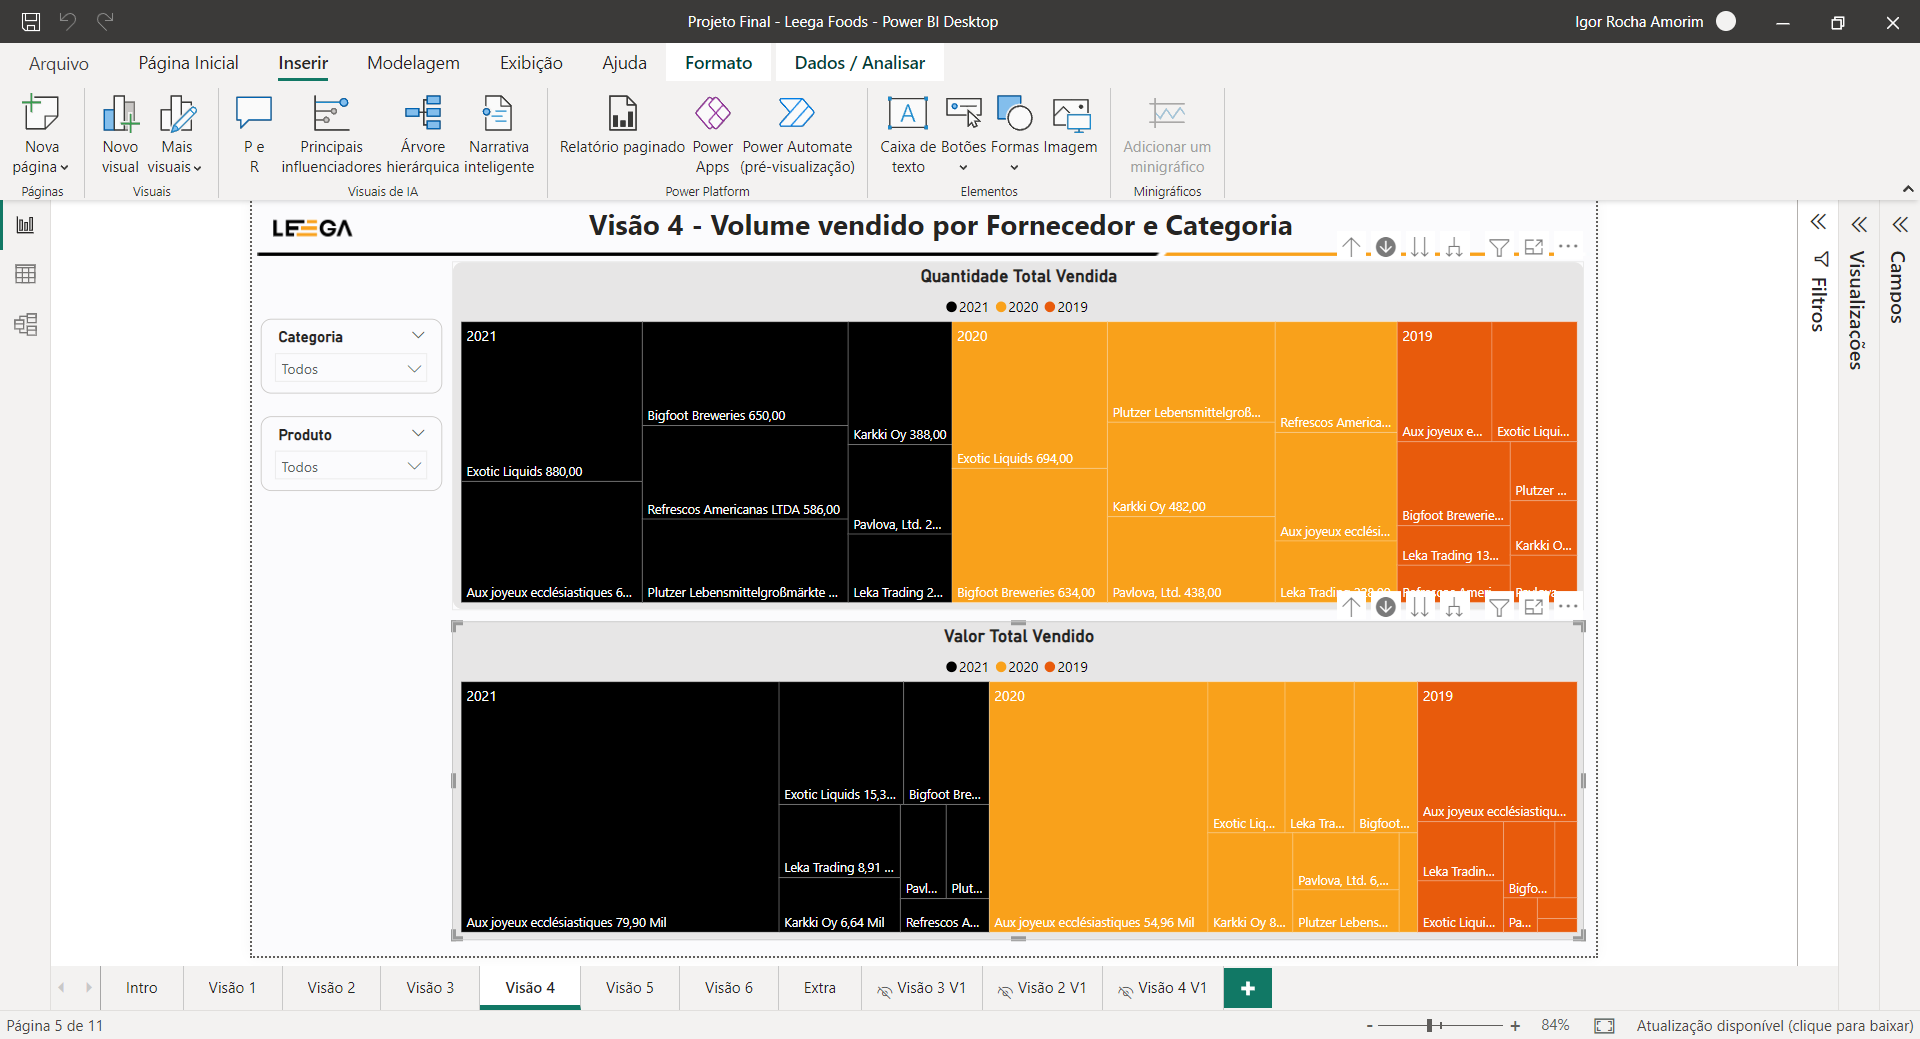 Projeto Final - Leega Foods - Power BI Desktop
Igor Rocha Amorim
Arquivo
Página Inicial
Inserir
Modelagem
Exibição
Ajuda
Formato
Dados / Analisar
Nova página
Novo visual
Mais visuais
P e R
Principais influenciadores
Árvore hierárquica
Narrativa inteligente
Relatório paginado
Power Apps
Power Automate (pré-visualização)
Caixa de texto
Botões
Formas
Imagem
Adicionar um minigráfico
Páginas
Visuais
Visuais de IA
Power Platform
Elementos
Minigráficos
LEEGA
Visão 4 - Volume vendido por Fornecedor e Categoria
Filtros
Visualizações
Campos
Categoria
Todos
Produto
Todos
Quantidade Total Vendida
2021 2020 2019
2021
Exotic Liquids 880,00
Aux joyeux ecclésiastiques 6...
Bigfoot Breweries 650,00
Refrescos Americanas LTDA 586,00
Plutzer Lebensmittelgroßmärkte ...
Karkki Oy 388,00
Pavlova, Ltd. 2...
Leka Trading 2...
2020
Exotic Liquids 694,00
Bigfoot Breweries 634,00
Plutzer Lebensmittelgroß...
Karkki Oy 482,00
Pavlova, Ltd. 438,00
Refrescos America...
Aux joyeux ecclési...
Leka Trading
2019
Aux joyeux e...
Exotic Liqui...
Bigfoot Brewerie...
Leka Trading 13...
Refrescos Ameri...
Plutzer ...
Karkki O...
Pavlova...
Valor Total Vendido
2021 2020 2019
2021
Aux joyeux ecclésiastiques 79,90 Mil
Exotic Liquids 15,3...
Bigfoot Bre...
Leka Trading 8,91 ...
Karkki Oy 6,64 Mil
Pavl...
Plut...
Refrescos A...
2020
Aux joyeux ecclésiastiques 54,96 Mil
Exotic Liq...
Leka Tra...
Bigfoot...
Karkki Oy 8...
Pavlova, Ltd. 6,...
Plutzer Lebens...
2019
Aux joyeux ecclésiastiqu...
Leka Tradin...
Exotic Liqui...
Bigfo...
Pa...
Intro
Visão 1
Visão 2
Visão 3
Visão 4
Visão 5
Visão 6
Extra
Visão 3 V1
Visão 2 V1
Visão 4 V1
Página 5 de 11
84%
Atualização disponível (clique para baixar)